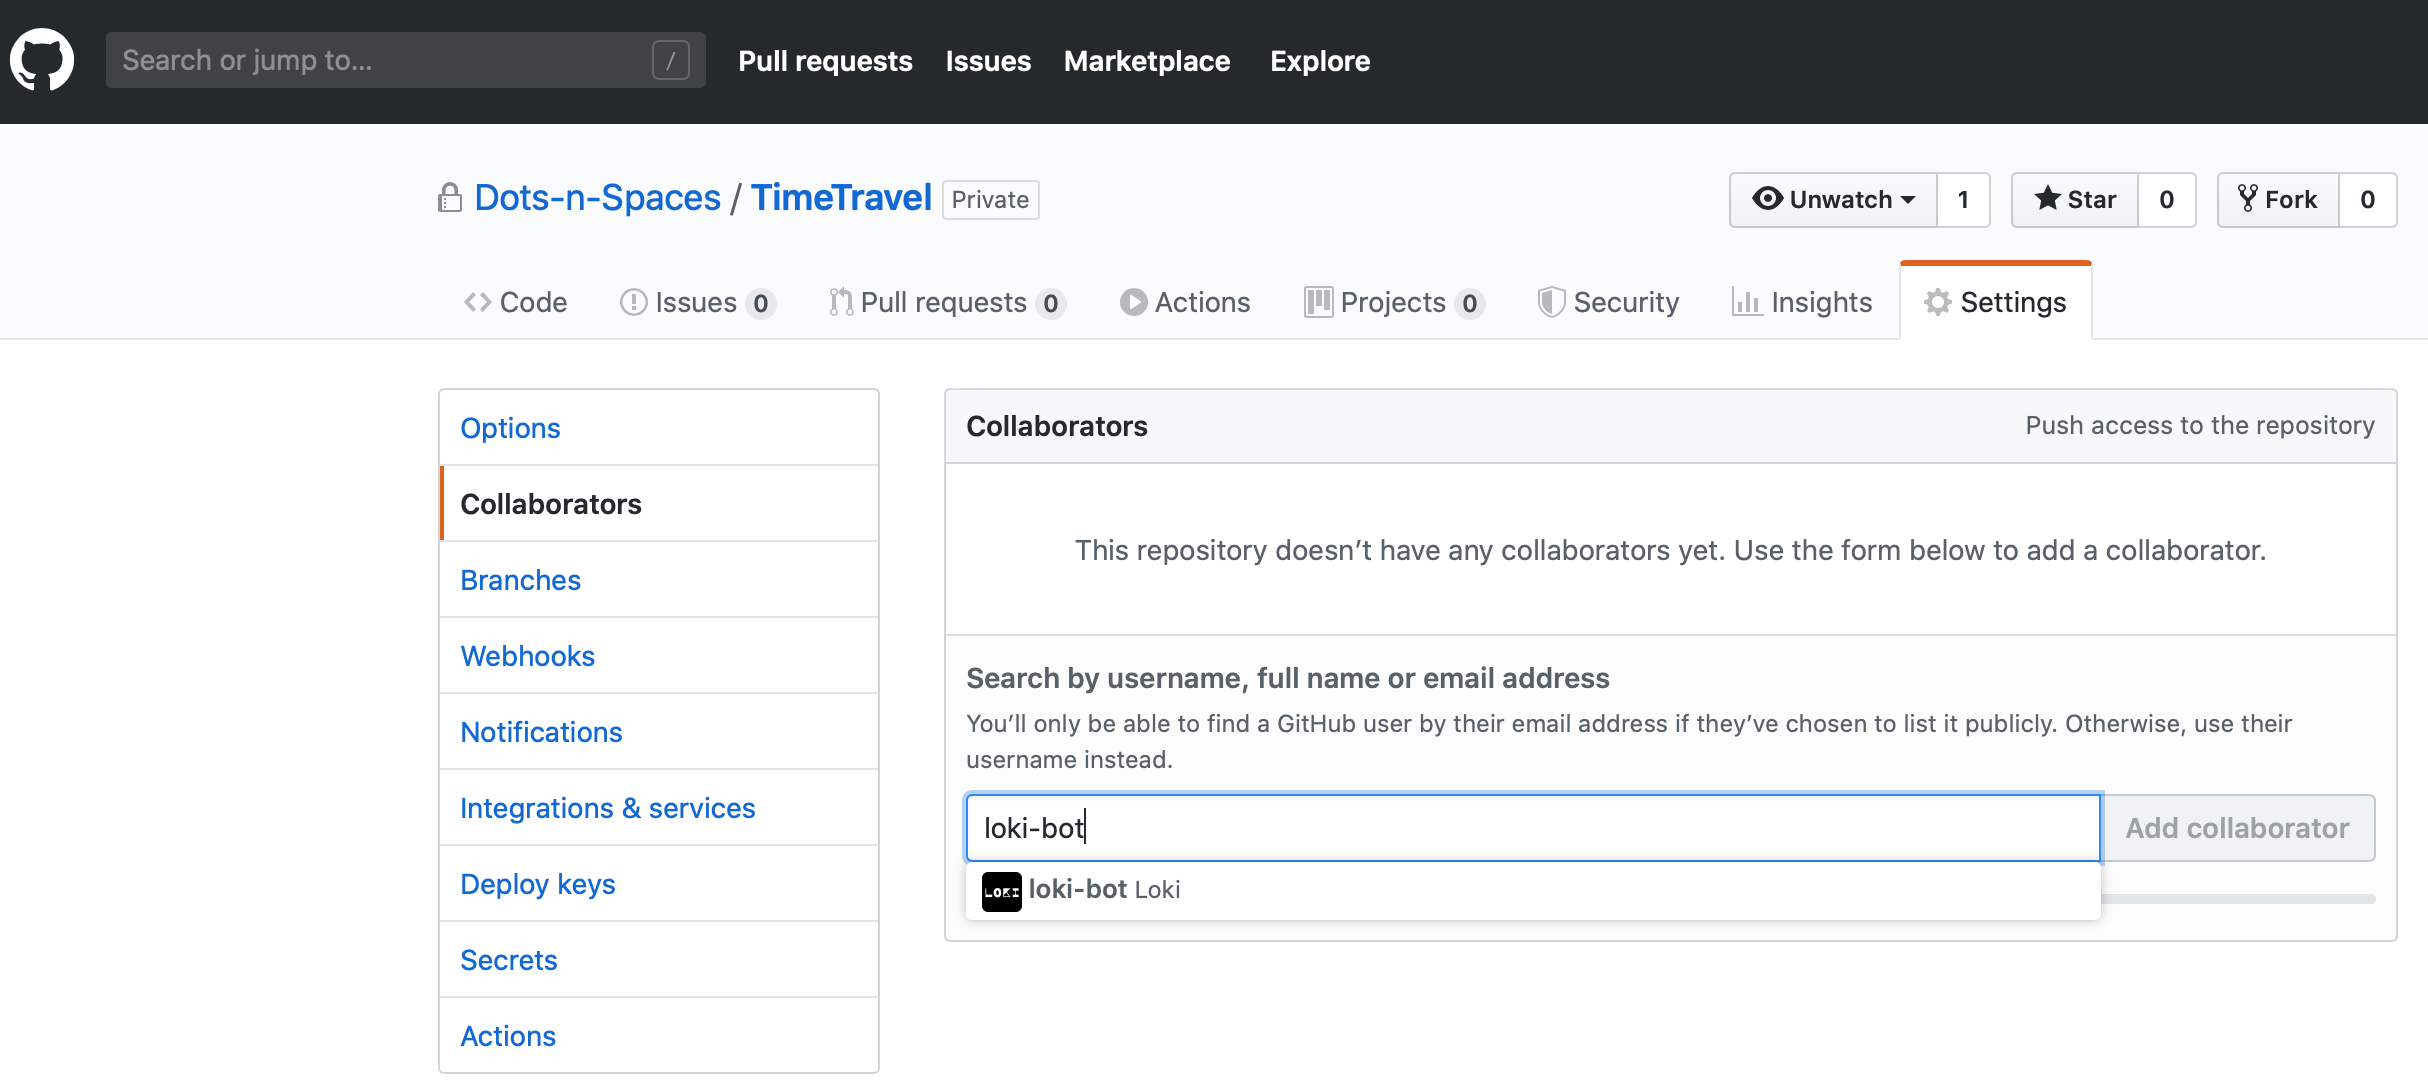 Search or jump to... /
Pull requests Issues Marketplace Explore
Dots-n-Spaces / TimeTravel Private
Unwatch 1 Star 0 Fork 0
Code Issues 0 Pull requests 0 Actions Projects 0 Security Insights Settings
Options
Collaborators
Branches
Webhooks
Notifications
Integrations & services
Deploy keys
Secrets
Actions
Collaborators Push access to the repository
This repository doesn’t have any collaborators yet. Use the form below to add a collaborator.
Search by username, full name or email address
You’ll only be able to find a GitHub user by their email address if they’ve chosen to list it publicly. Otherwise, use their
username instead.
loki-bot Add collaborator
LOKI loki-bot Loki